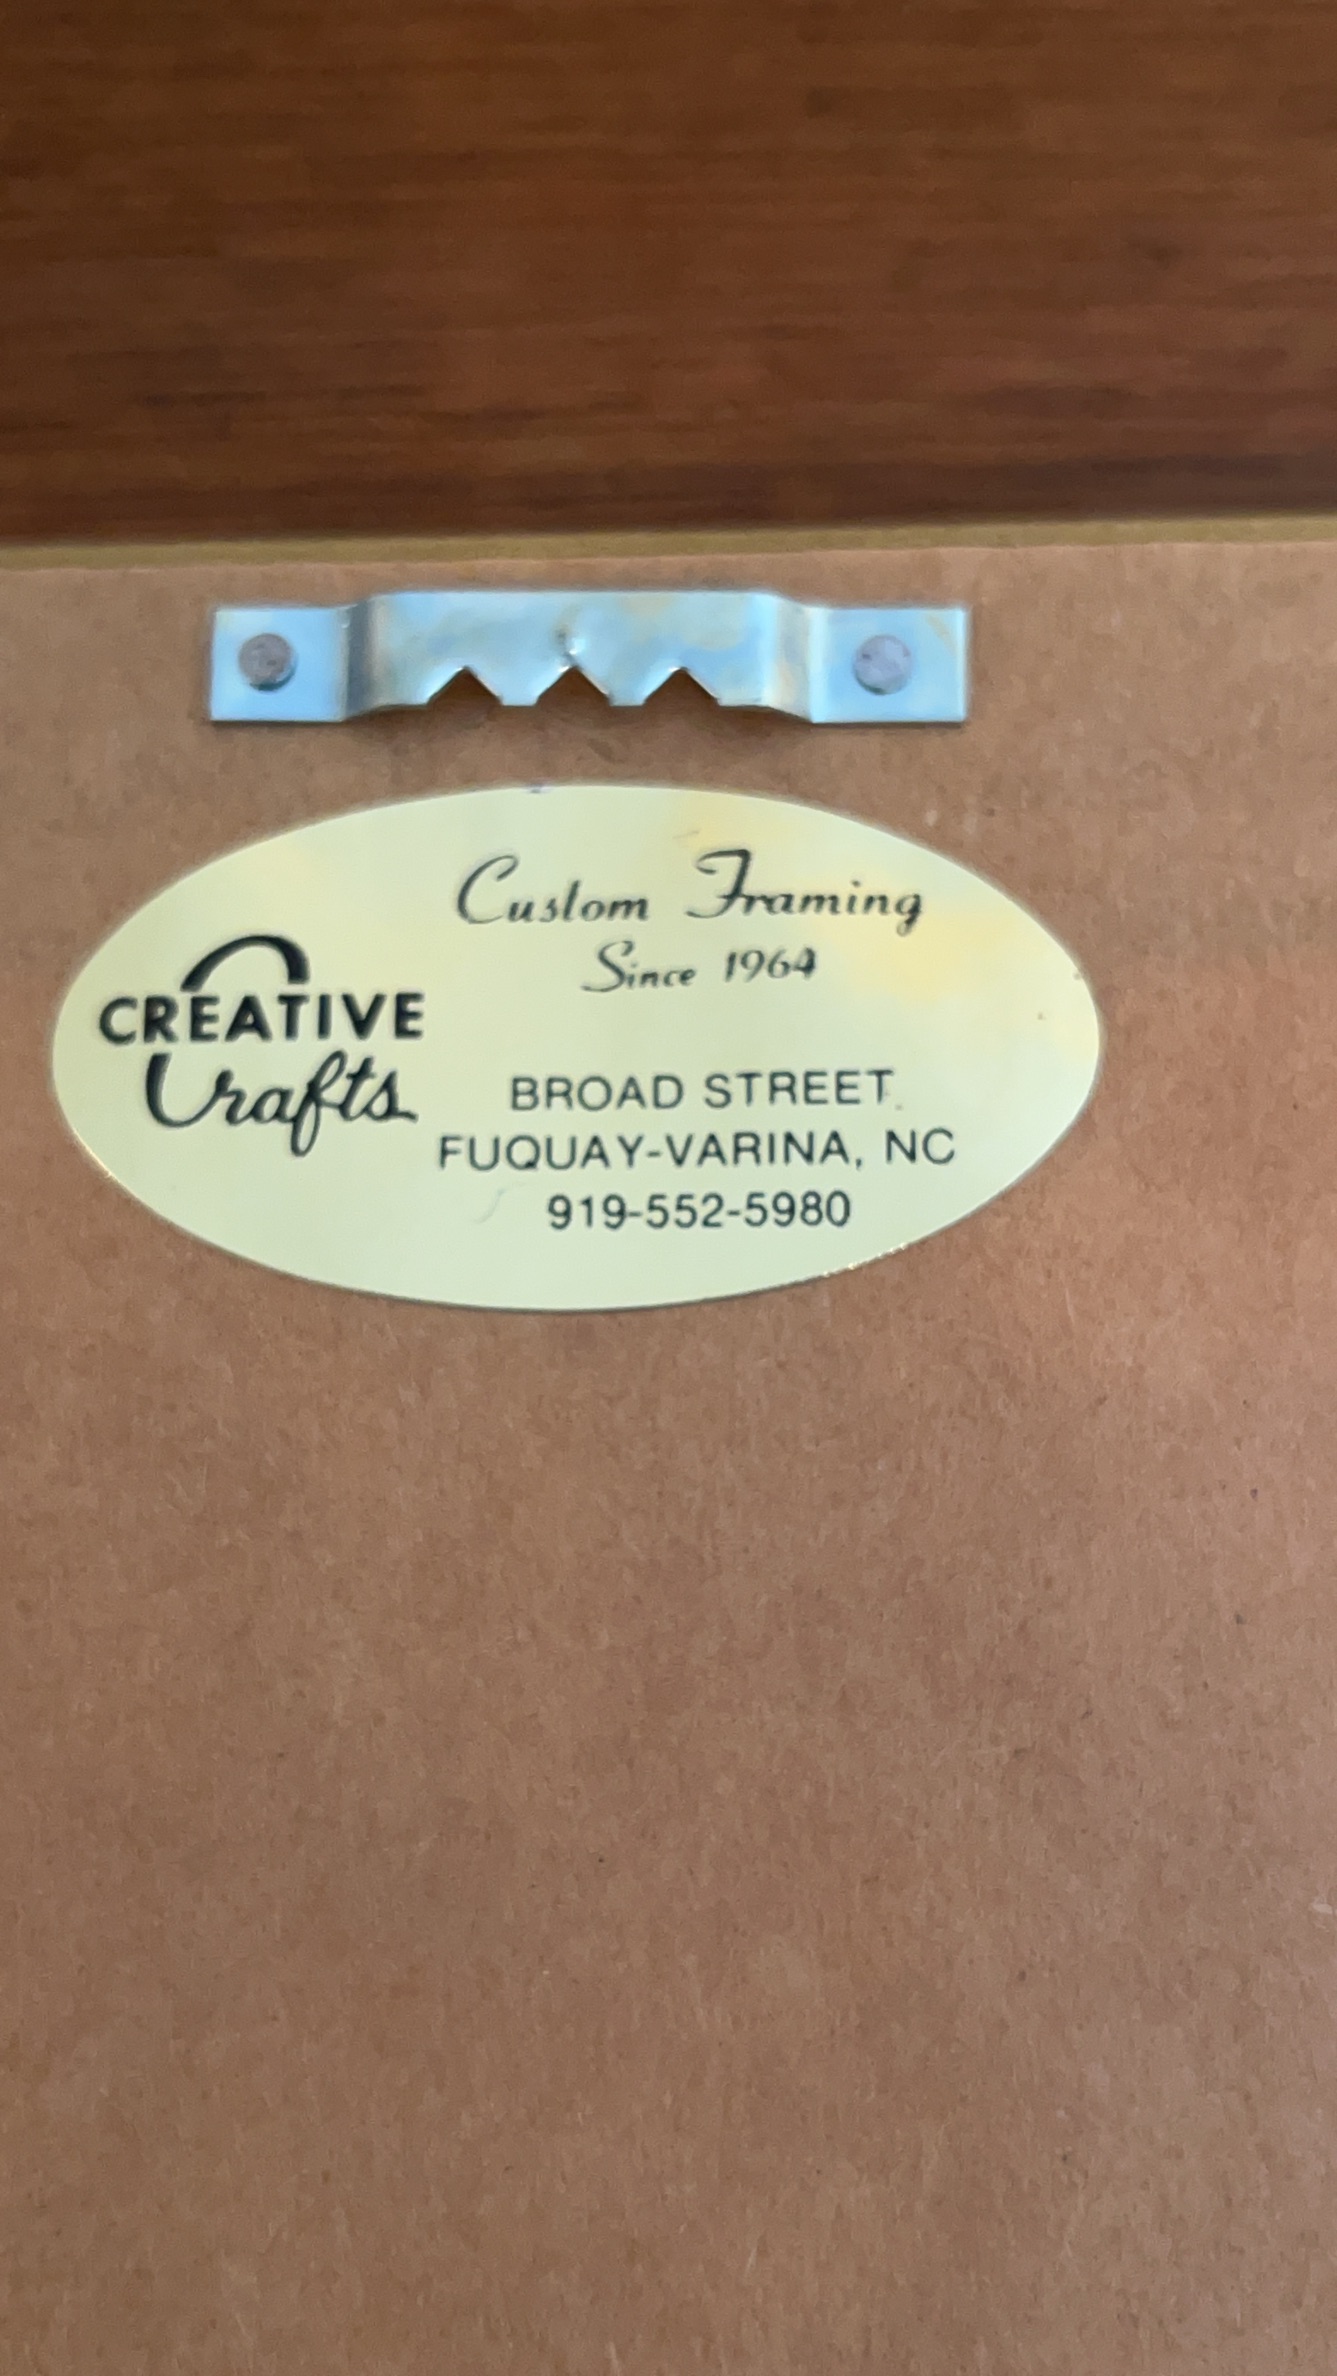 Custom Framing
Since 1964
CREATIVE
Crafts
BROAD STREET
FUQUAY-VARINA, NC
919-552-5980